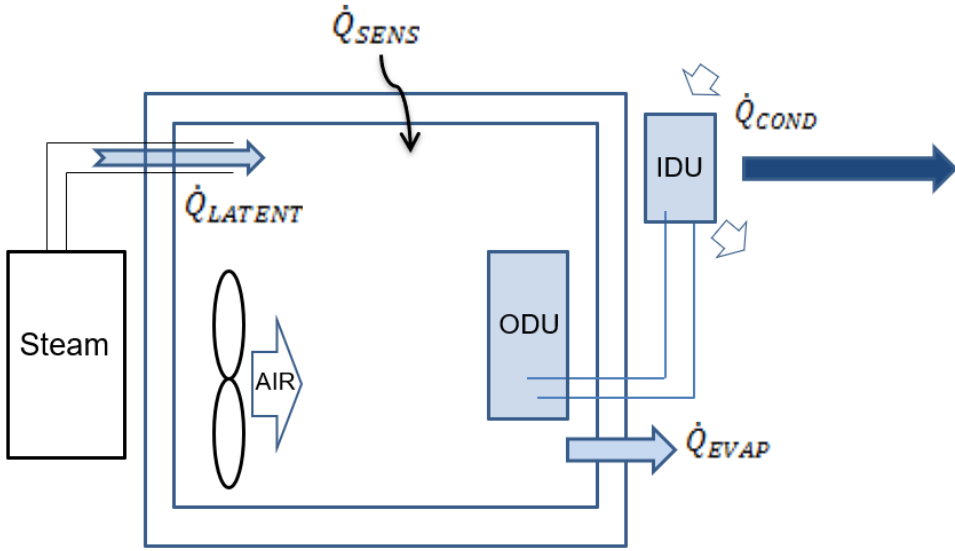 Q̇SENS
Q̇COND
IDU
Q̇LATENT
Steam
ODU
AIR
Q̇EVAP